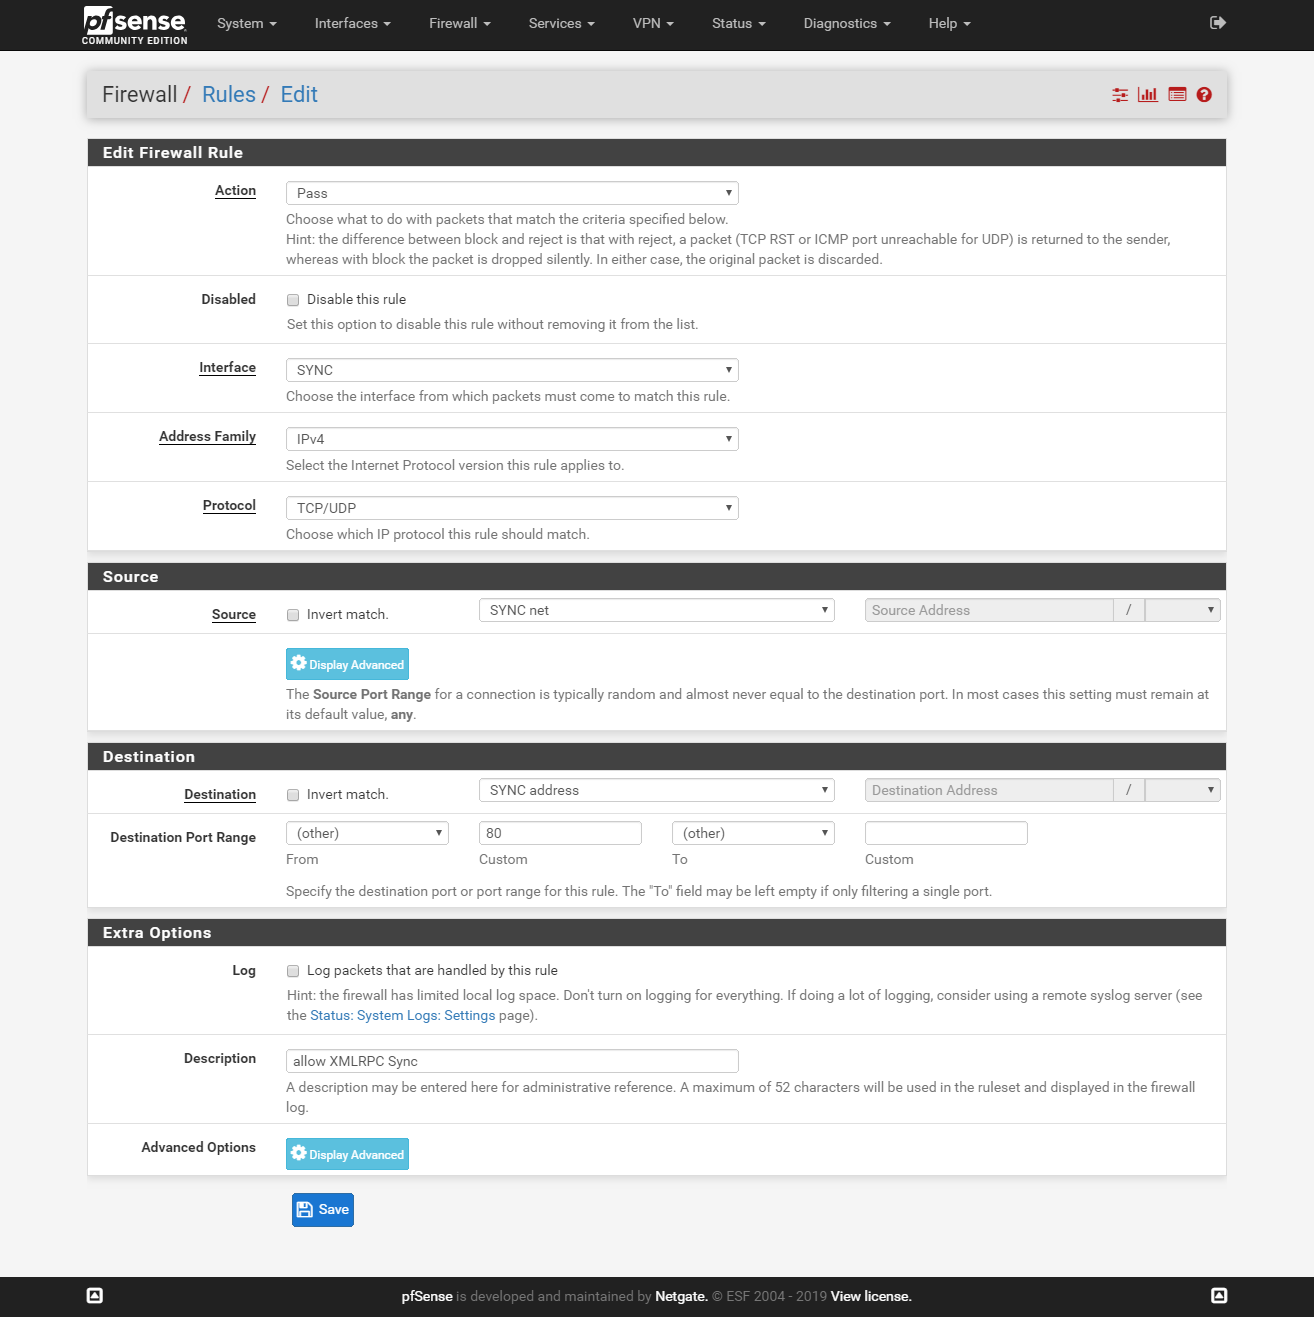 pfsense
COMMUNITY EDITION
System Interfaces Firewall Services VPN Status Diagnostics Help
Firewall / Rules / Edit
Edit Firewall Rule
Action Pass
Choose what to do with packets that match the criteria specified below.
Hint: the difference between block and reject is that with reject, a packet (TCP RST or ICMP port unreachable for UDP) is returned to the sender,
whereas with block the packet is dropped silently. In either case, the original packet is discarded.
Disabled Disable this rule
Set this option to disable this rule without removing it from the list.
Interface SYNC
Choose the interface from which packets must come to match this rule.
Address Family IPv4
Select the Internet Protocol version this rule applies to.
Protocol TCP/UDP
Choose which IP protocol this rule should match.
Source
Source Invert match. SYNC net Source Address /
Display Advanced
The Source Port Range for a connection is typically random and almost never equal to the destination port. In most cases this setting must remain at
its default value, any.
Destination
Destination Invert match. SYNC address Destination Address /
Destination Port Range (other) 80 (other)
From Custom To Custom
Specify the destination port or port range for this rule. The "To" field may be left empty if only filtering a single port.
Extra Options
Log Log packets that are handled by this rule
Hint: the firewall has limited local log space. Don't turn on logging for everything. If doing a lot of logging, consider using a remote syslog server (see
the Status: System Logs: Settings page).
Description allow XMLRPC Sync
A description may be entered here for administrative reference. A maximum of 52 characters will be used in the ruleset and displayed in the firewall
log.
Advanced Options Display Advanced
Save
pfSense is developed and maintained by Netgate. © ESF 2004 - 2019 View license.